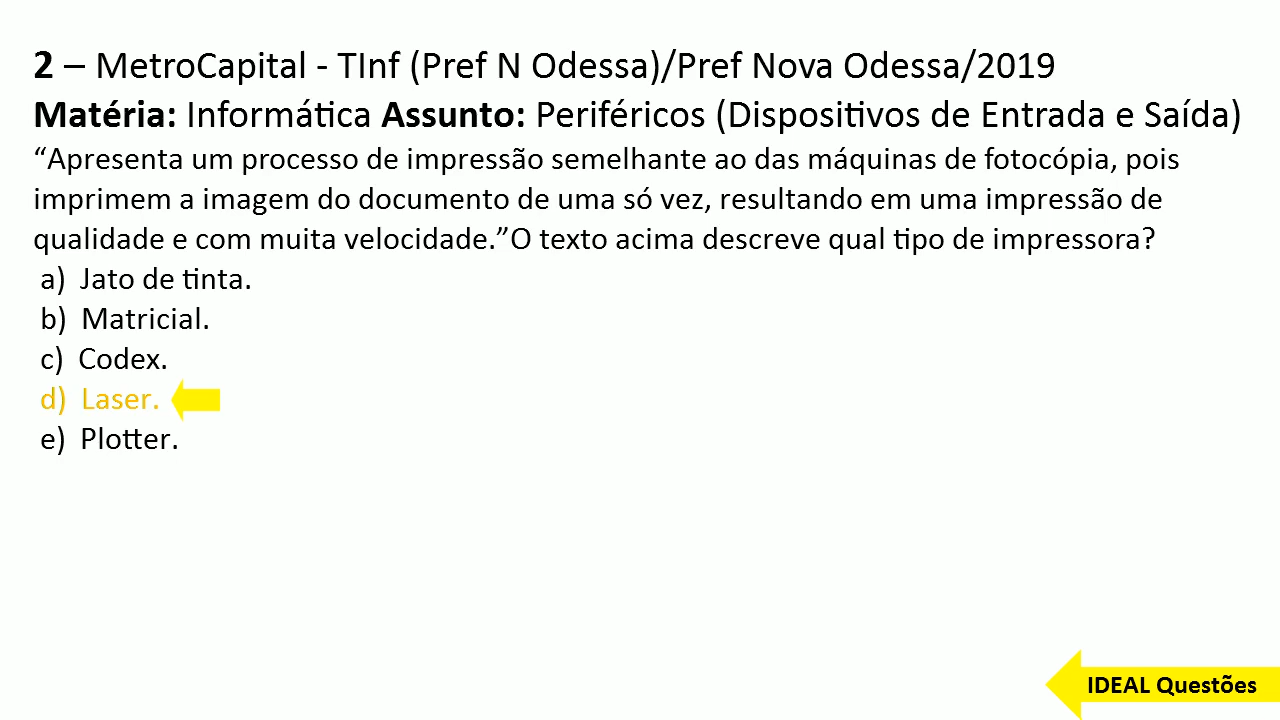 2 – MetroCapital - TInf (Pref N Odessa)/Pref Nova Odessa/2019
Matéria: Informática Assunto: Periféricos (Dispositivos de Entrada e Saída)
“Apresenta um processo de impressão semelhante ao das máquinas de fotocópia, pois
imprimem a imagem do documento de uma só vez, resultando em uma impressão de
qualidade e com muita velocidade.”O texto acima descreve qual tipo de impressora?
a) Jato de tinta.
b) Matricial.
c) Codex.
d) Laser.
e) Plotter.
IDEAL Questões